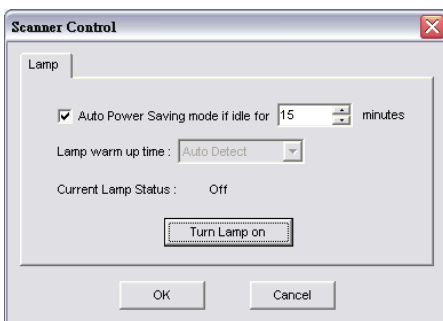 Scanner Control
Lamp
Auto Power Saving mode if idle for 15 minutes
Lamp warm up time : Auto Detect
Current Lamp Status : Off
Turn Lamp on
OK Cancel